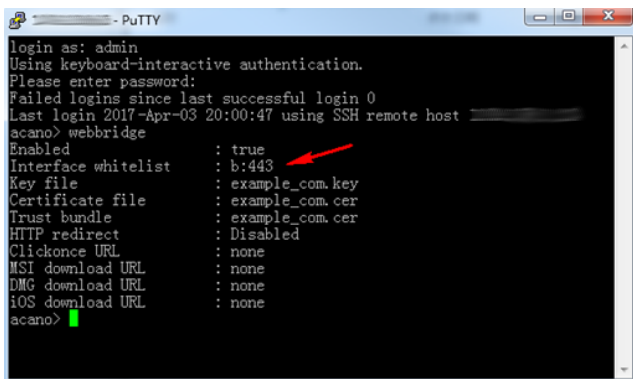 - PuTTY
login as: admin
Using keyboard-interactive authentication.
Please enter password:
Failed logins since last successful login 0
Last login 2017-Apr-03 20:00:47 using SSH remote host
acano> webbridge
Enabled : true
Interface whitelist : b:443
Key file : example_com.key
Certificate file : example_com.cer
Trust bundle : example_com.cer
HTTP redirect : Disabled
Clickonce URL : none
MSI download URL : none
DMG download URL : none
iOS download URL : none
acano>